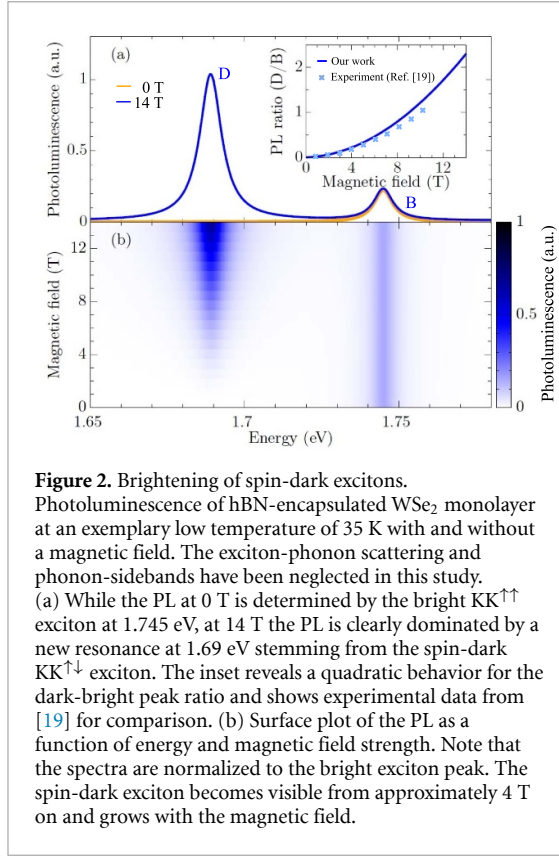 (a)
D
0 T
14 T
Our work
Experiment (Ref. [19])
PL ratio (D/B)
2
1
0
0 4 8 12
Magnetic field (T)
Photoluminescence (a.u.)
1
0.5
0
B
(b)
Magnetic field (T)
12
8
4
0
1.65 1.7 1.75
Energy (eV)
1
0.5
0
Photoluminescence (a.u.)
Figure 2. Brightening of spin-dark excitons.
Photoluminescence of hBN-encapsulated WSe₂ monolayer
at an exemplary low temperature of 35 K with and without
a magnetic field. The exciton-phonon scattering and
phonon-sidebands have been neglected in this study.
(a) While the PL at 0 T is determined by the bright KK↑↑
exciton at 1.745 eV, at 14 T the PL is clearly dominated by a
new resonance at 1.69 eV stemming from the spin-dark
KK↑↓ exciton. The inset reveals a quadratic behavior for the
dark-bright peak ratio and shows experimental data from
[19] for comparison. (b) Surface plot of the PL as a
function of energy and magnetic field strength. Note that
the spectra are normalized to the bright exciton peak. The
spin-dark exciton becomes visible from approximately 4 T
on and grows with the magnetic field.